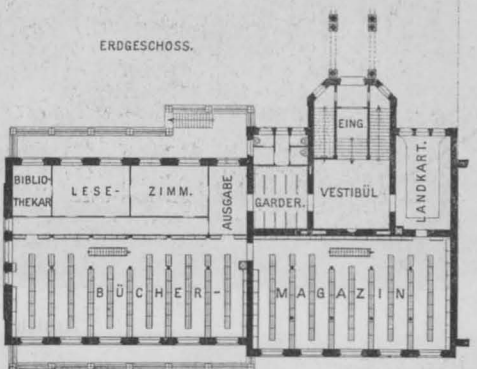 ERDGESCHOSS.
EING.
BIBLIO-
THEKAR
LESE-
ZIMM.
AUSGABE
GARDER.
VESTIBÜL
LANDKART.
BÜCHER-
MAGAZIN